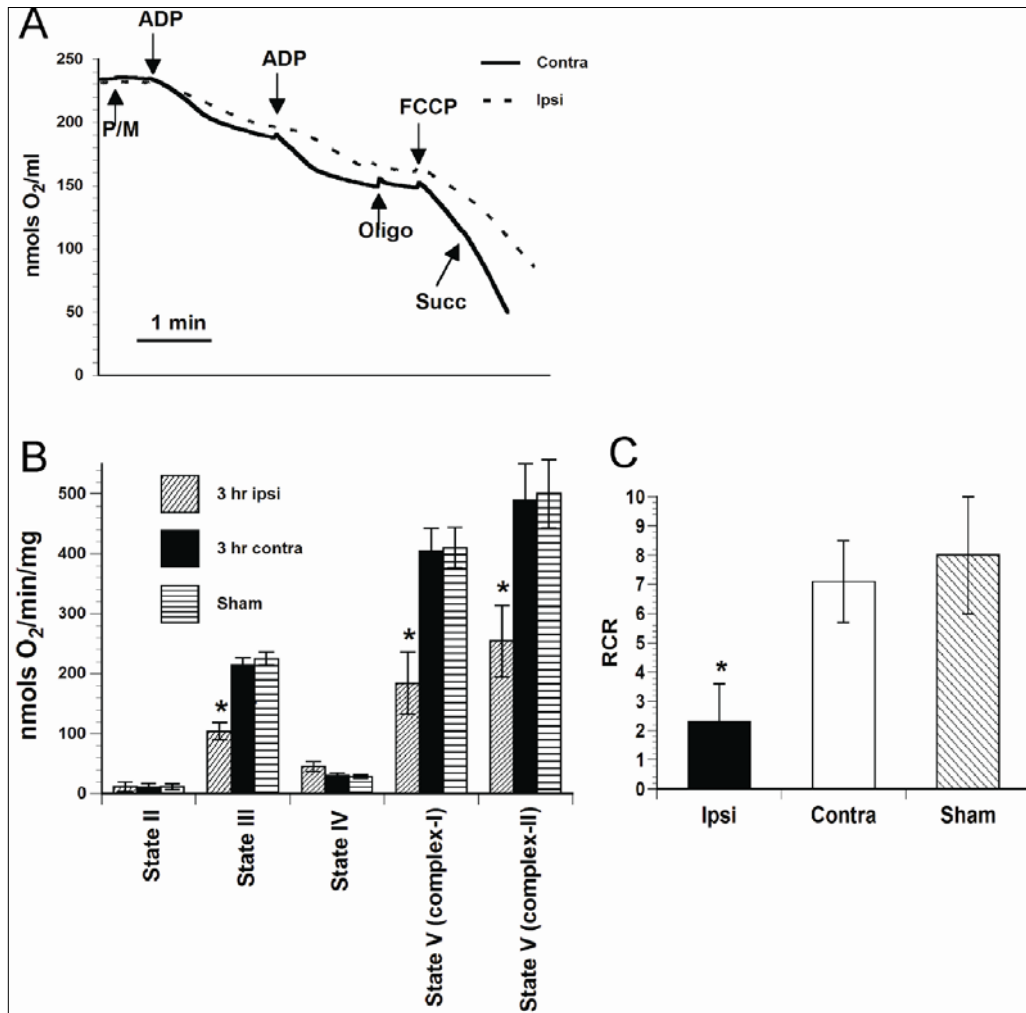 A
ADP
ADP
FCCP
Contra
Ipsi
P/M
Oligo
Succ
1 min
nmols O2/ml
250
200
150
100
50
0
B
3 hr ipsi
3 hr contra
Sham
nmols O2/min/mg
500
400
300
200
100
0
*
*
*
State II
State III
State IV
State V (complex-I)
State V (complex-II)
C
RCR
10
9
8
7
6
5
4
3
2
1
0
*
Ipsi
Contra
Sham